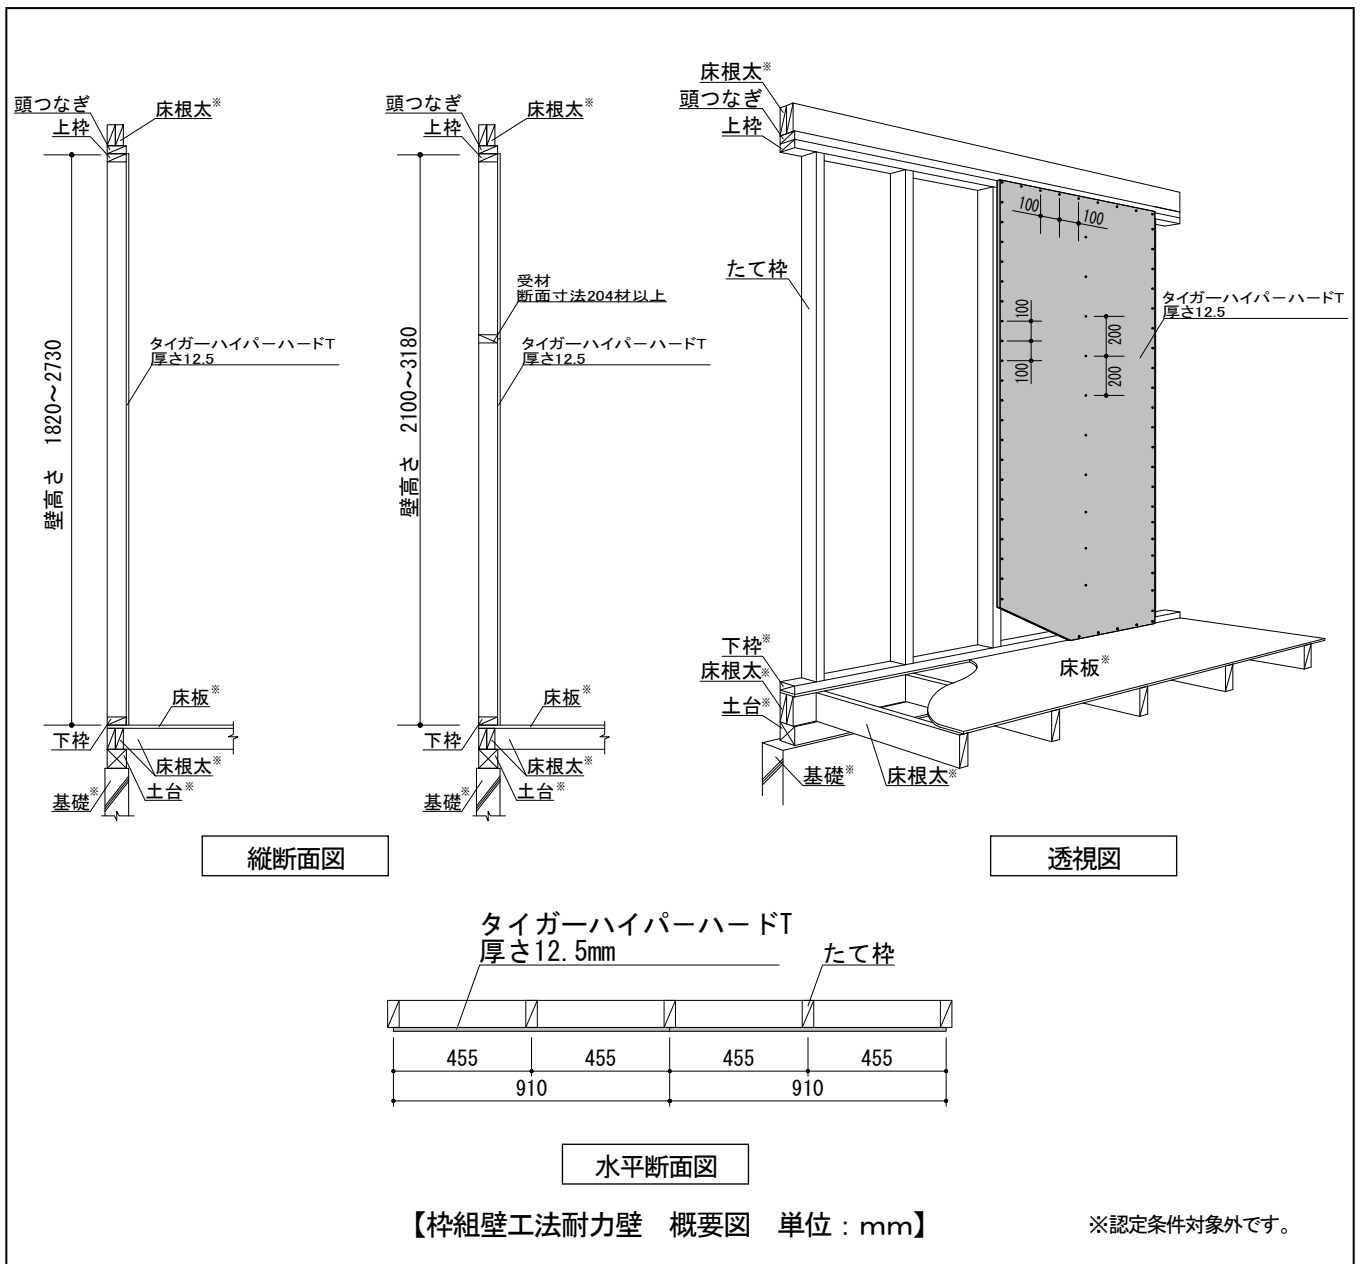 頭つなぎ
上枠
床根太※
壁高さ 1820～2730
タイガーハイパーハードT
厚さ12.5
床板※
下枠
床根太※
土台※
基礎※
頭つなぎ
上枠
床根太※
壁高さ 2100～3180
受材
断面寸法204材以上
タイガーハイパーハードT
厚さ12.5
床板※
下枠
床根太※
土台※
基礎※
縦断面図
床根太※
頭つなぎ
上枠
たて枠
100
100
100
100
200
200
タイガーハイパーハードT
厚さ12.5
下枠※
床根太※
土台※
床板※
基礎※
床根太※
透視図
タイガーハイパーハードT
厚さ12.5mm
たて枠
455 455 455 455
910 910
水平断面図
【枠組壁工法耐力壁 概要図 単位：mm】
※認定条件対象外です。